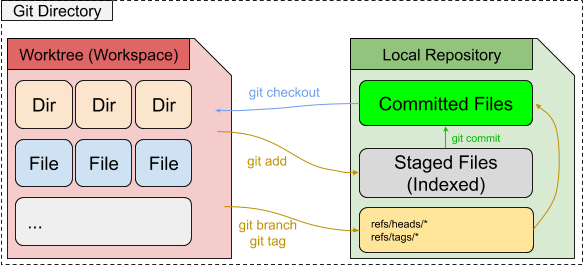 Git Directory
Worktree (Workspace)
Local Repository
Dir Dir Dir
git checkout
Committed Files
git commit
File File File
git add
Staged Files
(Indexed)
...
git branch
git tag
refs/heads/*
refs/tags/*